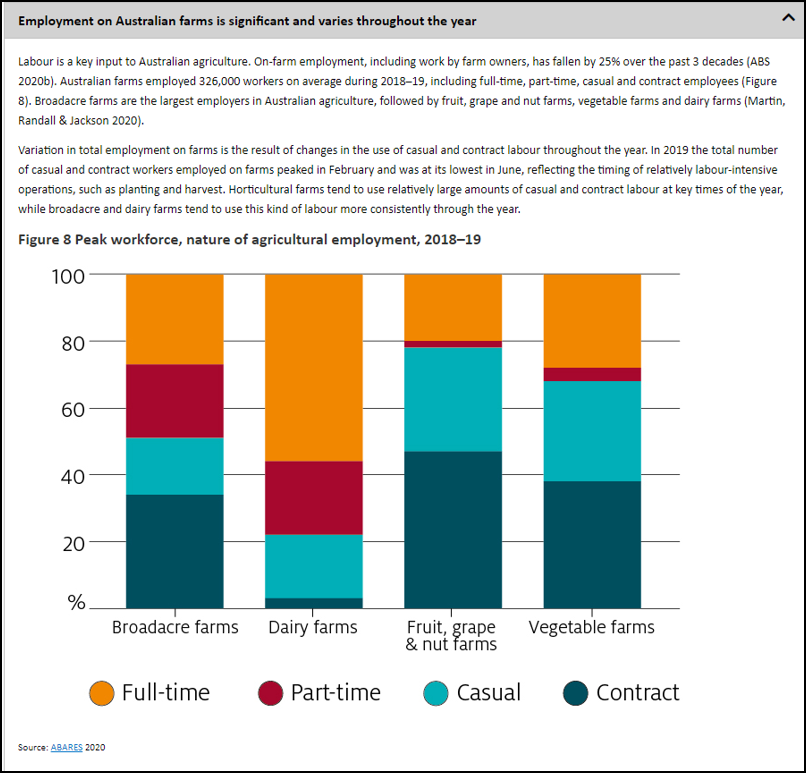 Employment on Australian farms is significant and varies throughout the year
Labour is a key input to Australian agriculture. On-farm employment, including work by farm owners, has fallen by 25% over the past 3 decades (ABS
2020b). Australian farms employed 326,000 workers on average during 2018–19, including full-time, part-time, casual and contract employees (Figure
8). Broadacre farms are the largest employers in Australian agriculture, followed by fruit, grape and nut farms, vegetable farms and dairy farms (Martin,
Randall & Jackson 2020).
Variation in total employment on farms is the result of changes in the use of casual and contract labour throughout the year. In 2019 the total number
of casual and contract workers employed on farms peaked in February and was at its lowest in June, reflecting the timing of relatively labour-intensive
operations, such as planting and harvest. Horticultural farms tend to use relatively large amounts of casual and contract labour at key times of the year,
while broadacre and dairy farms tend to use this kind of labour more consistently through the year.
Figure 8 Peak workforce, nature of agricultural employment, 2018–19
100
80
60
40
20
%
Broadacre farms Dairy farms Fruit, grape Vegetable farms
& nut farms
Full-time Part-time Casual Contract
Source: ABARES 2020